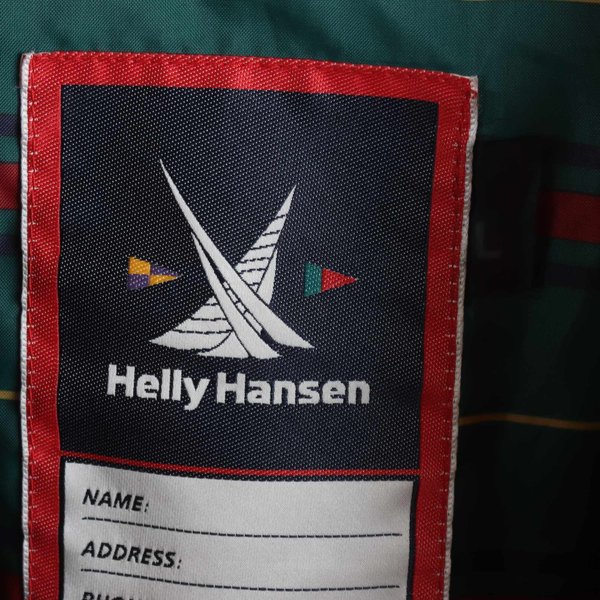 Helly Hansen
NAME:
ADDRESS:
L